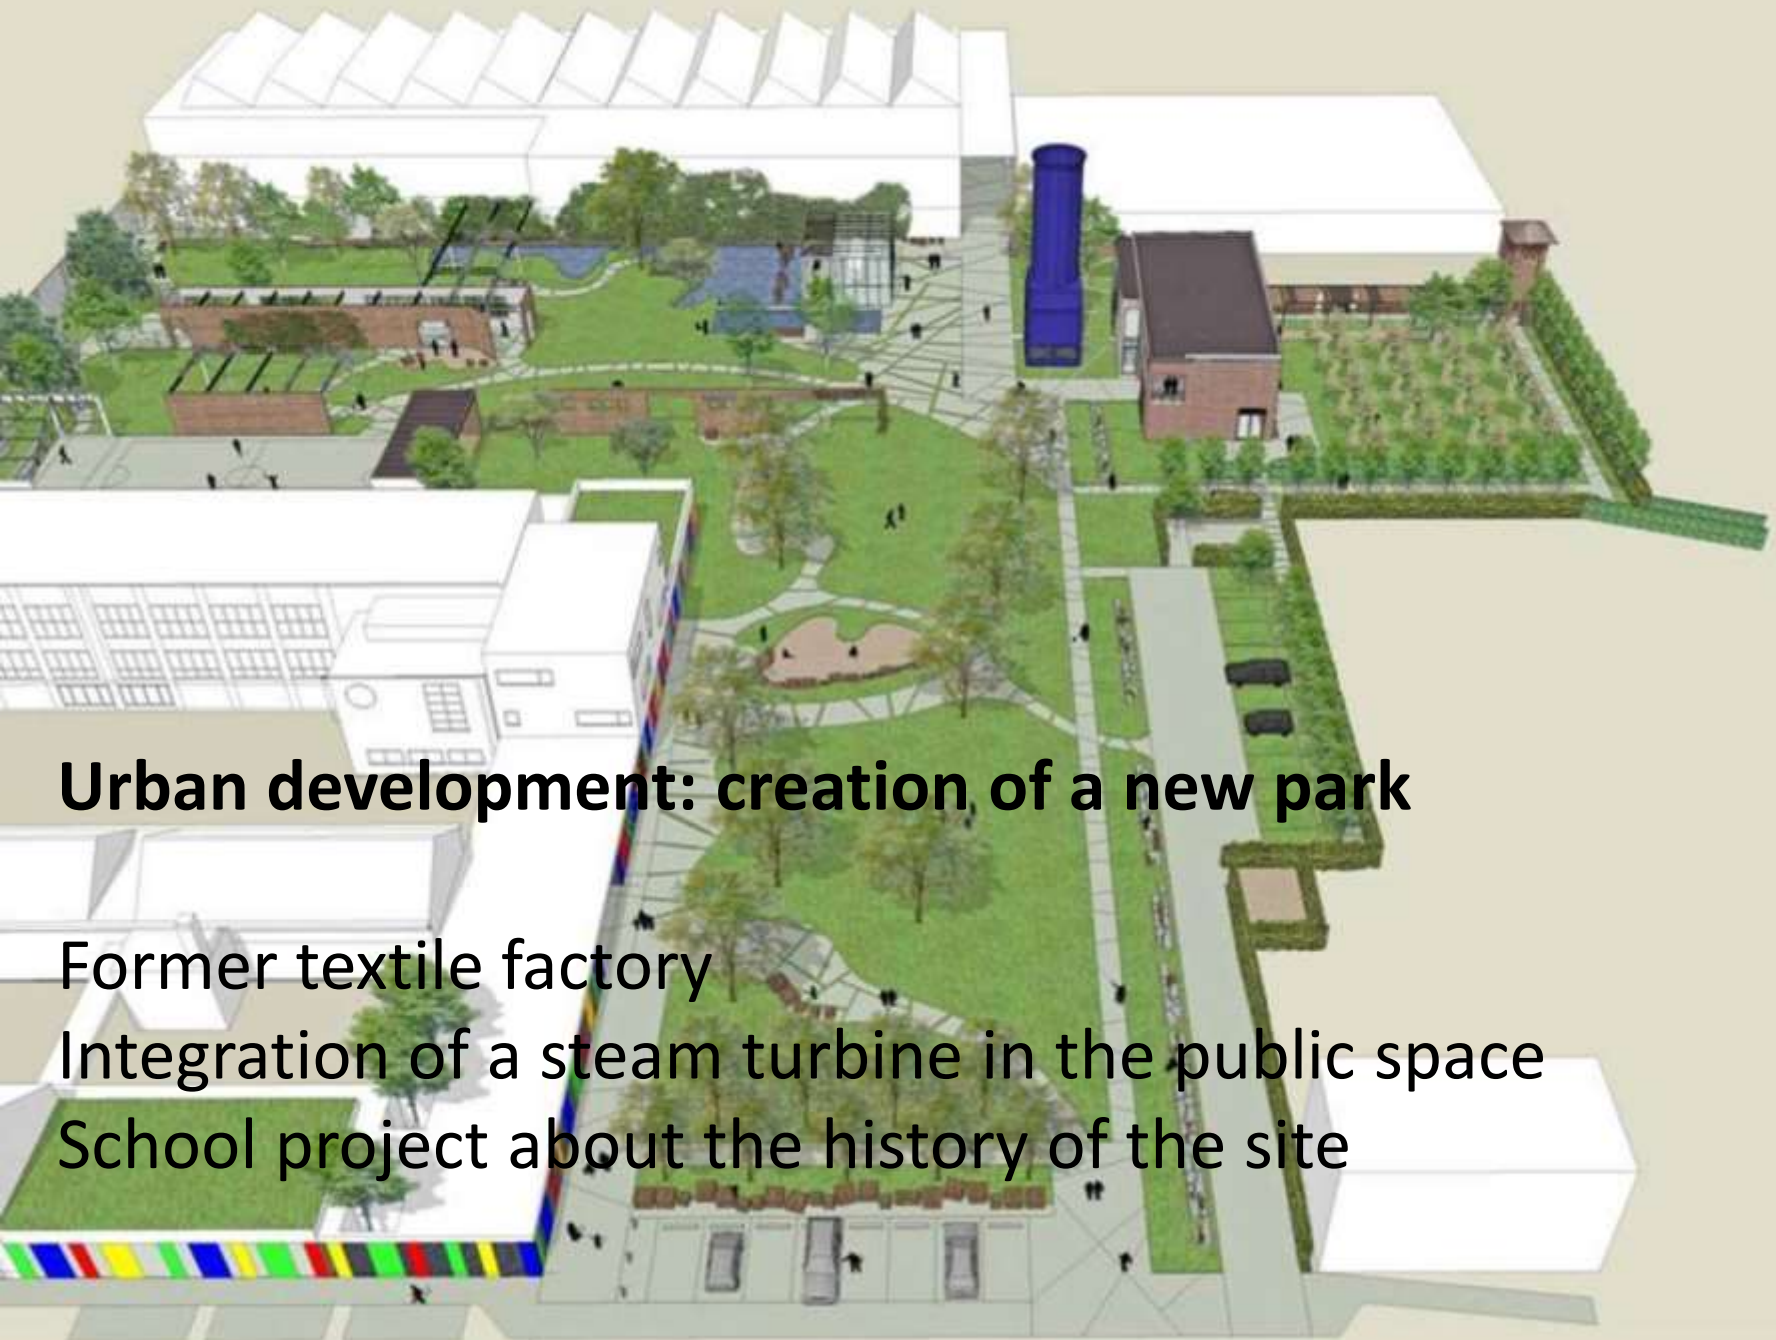 Urban development: creation of a new park
Former textile factory
Integration of a steam turbine in the public space
School project about the history of the site